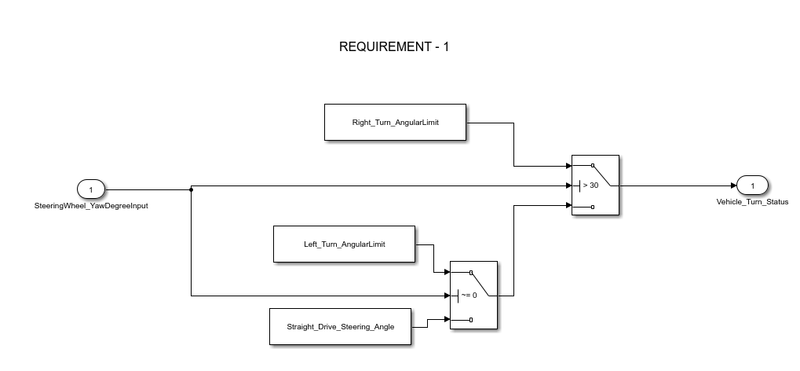 REQUIREMENT - 1
Right_Turn_AngularLimit
> 30
1
SteeringWheel_YawDegreeInput
1
Vehicle_Turn_Status
Left_Turn_AngularLimit
~= 0
Straight_Drive_Steering_Angle